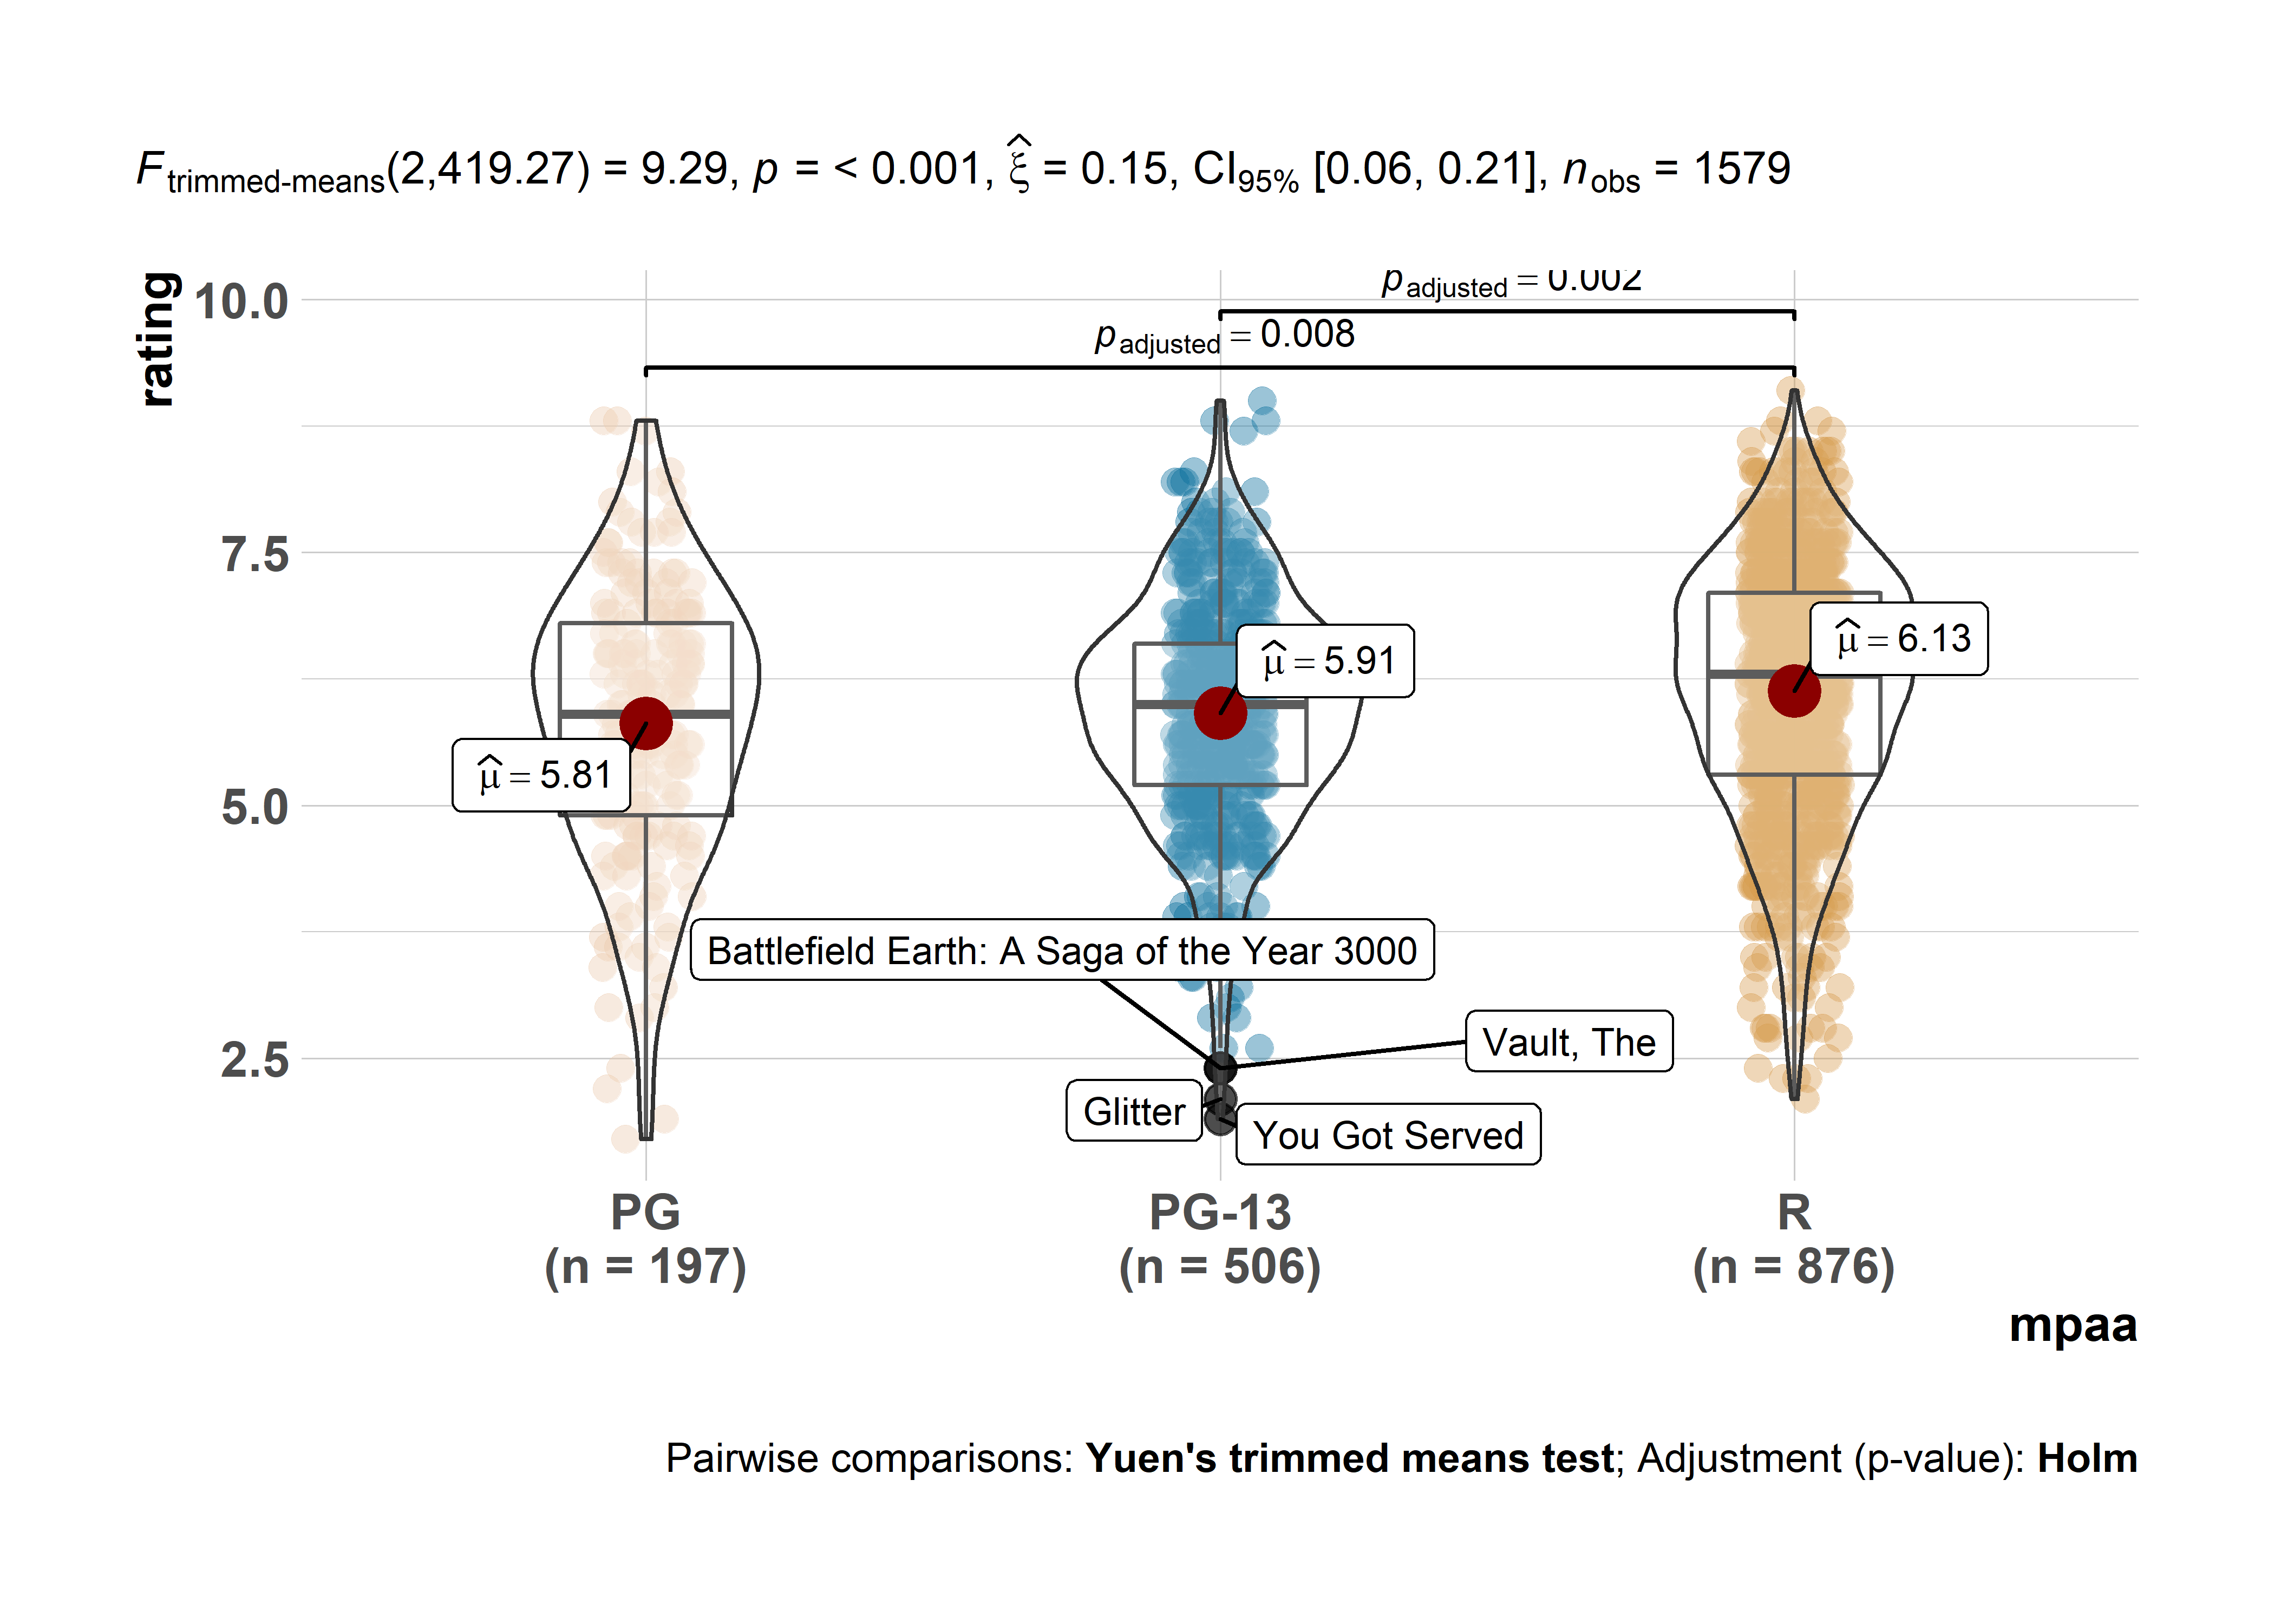 F trimmed-means(2,419.27) = 9.29, p = < 0.001, ξ̂ = 0.15, CI95% [0.06, 0.21], nobs = 1579
rating
10.0
7.5
5.0
2.5
p adjusted = 0.002
p adjusted = 0.008
μ̂ = 5.81
μ̂ = 5.91
μ̂ = 6.13
Battlefield Earth: A Saga of the Year 3000
Vault, The
Glitter
You Got Served
PG
(n = 197)
PG-13
(n = 506)
R
(n = 876)
mpaa
Pairwise comparisons: Yuen's trimmed means test; Adjustment (p-value): Holm